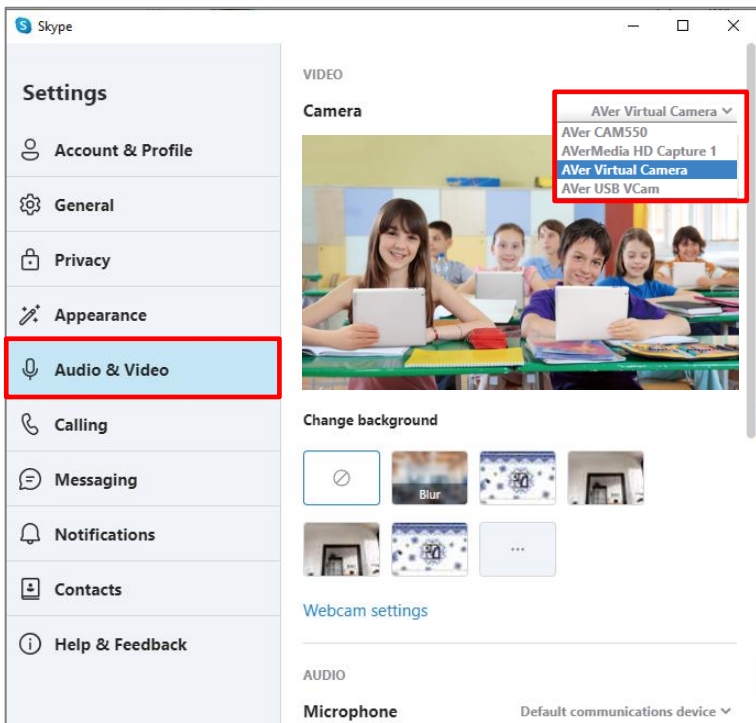 Skype
Settings
Account & Profile
General
Privacy
Appearance
Audio & Video
Calling
Messaging
Notifications
Contacts
Help & Feedback
VIDEO
Camera
AVer Virtual Camera
AVer CAM550
AVerMedia HD Capture 1
AVer Virtual Camera
AVer USB VCam
Change background
Blur
...
Webcam settings
AUDIO
Microphone
Default communications device